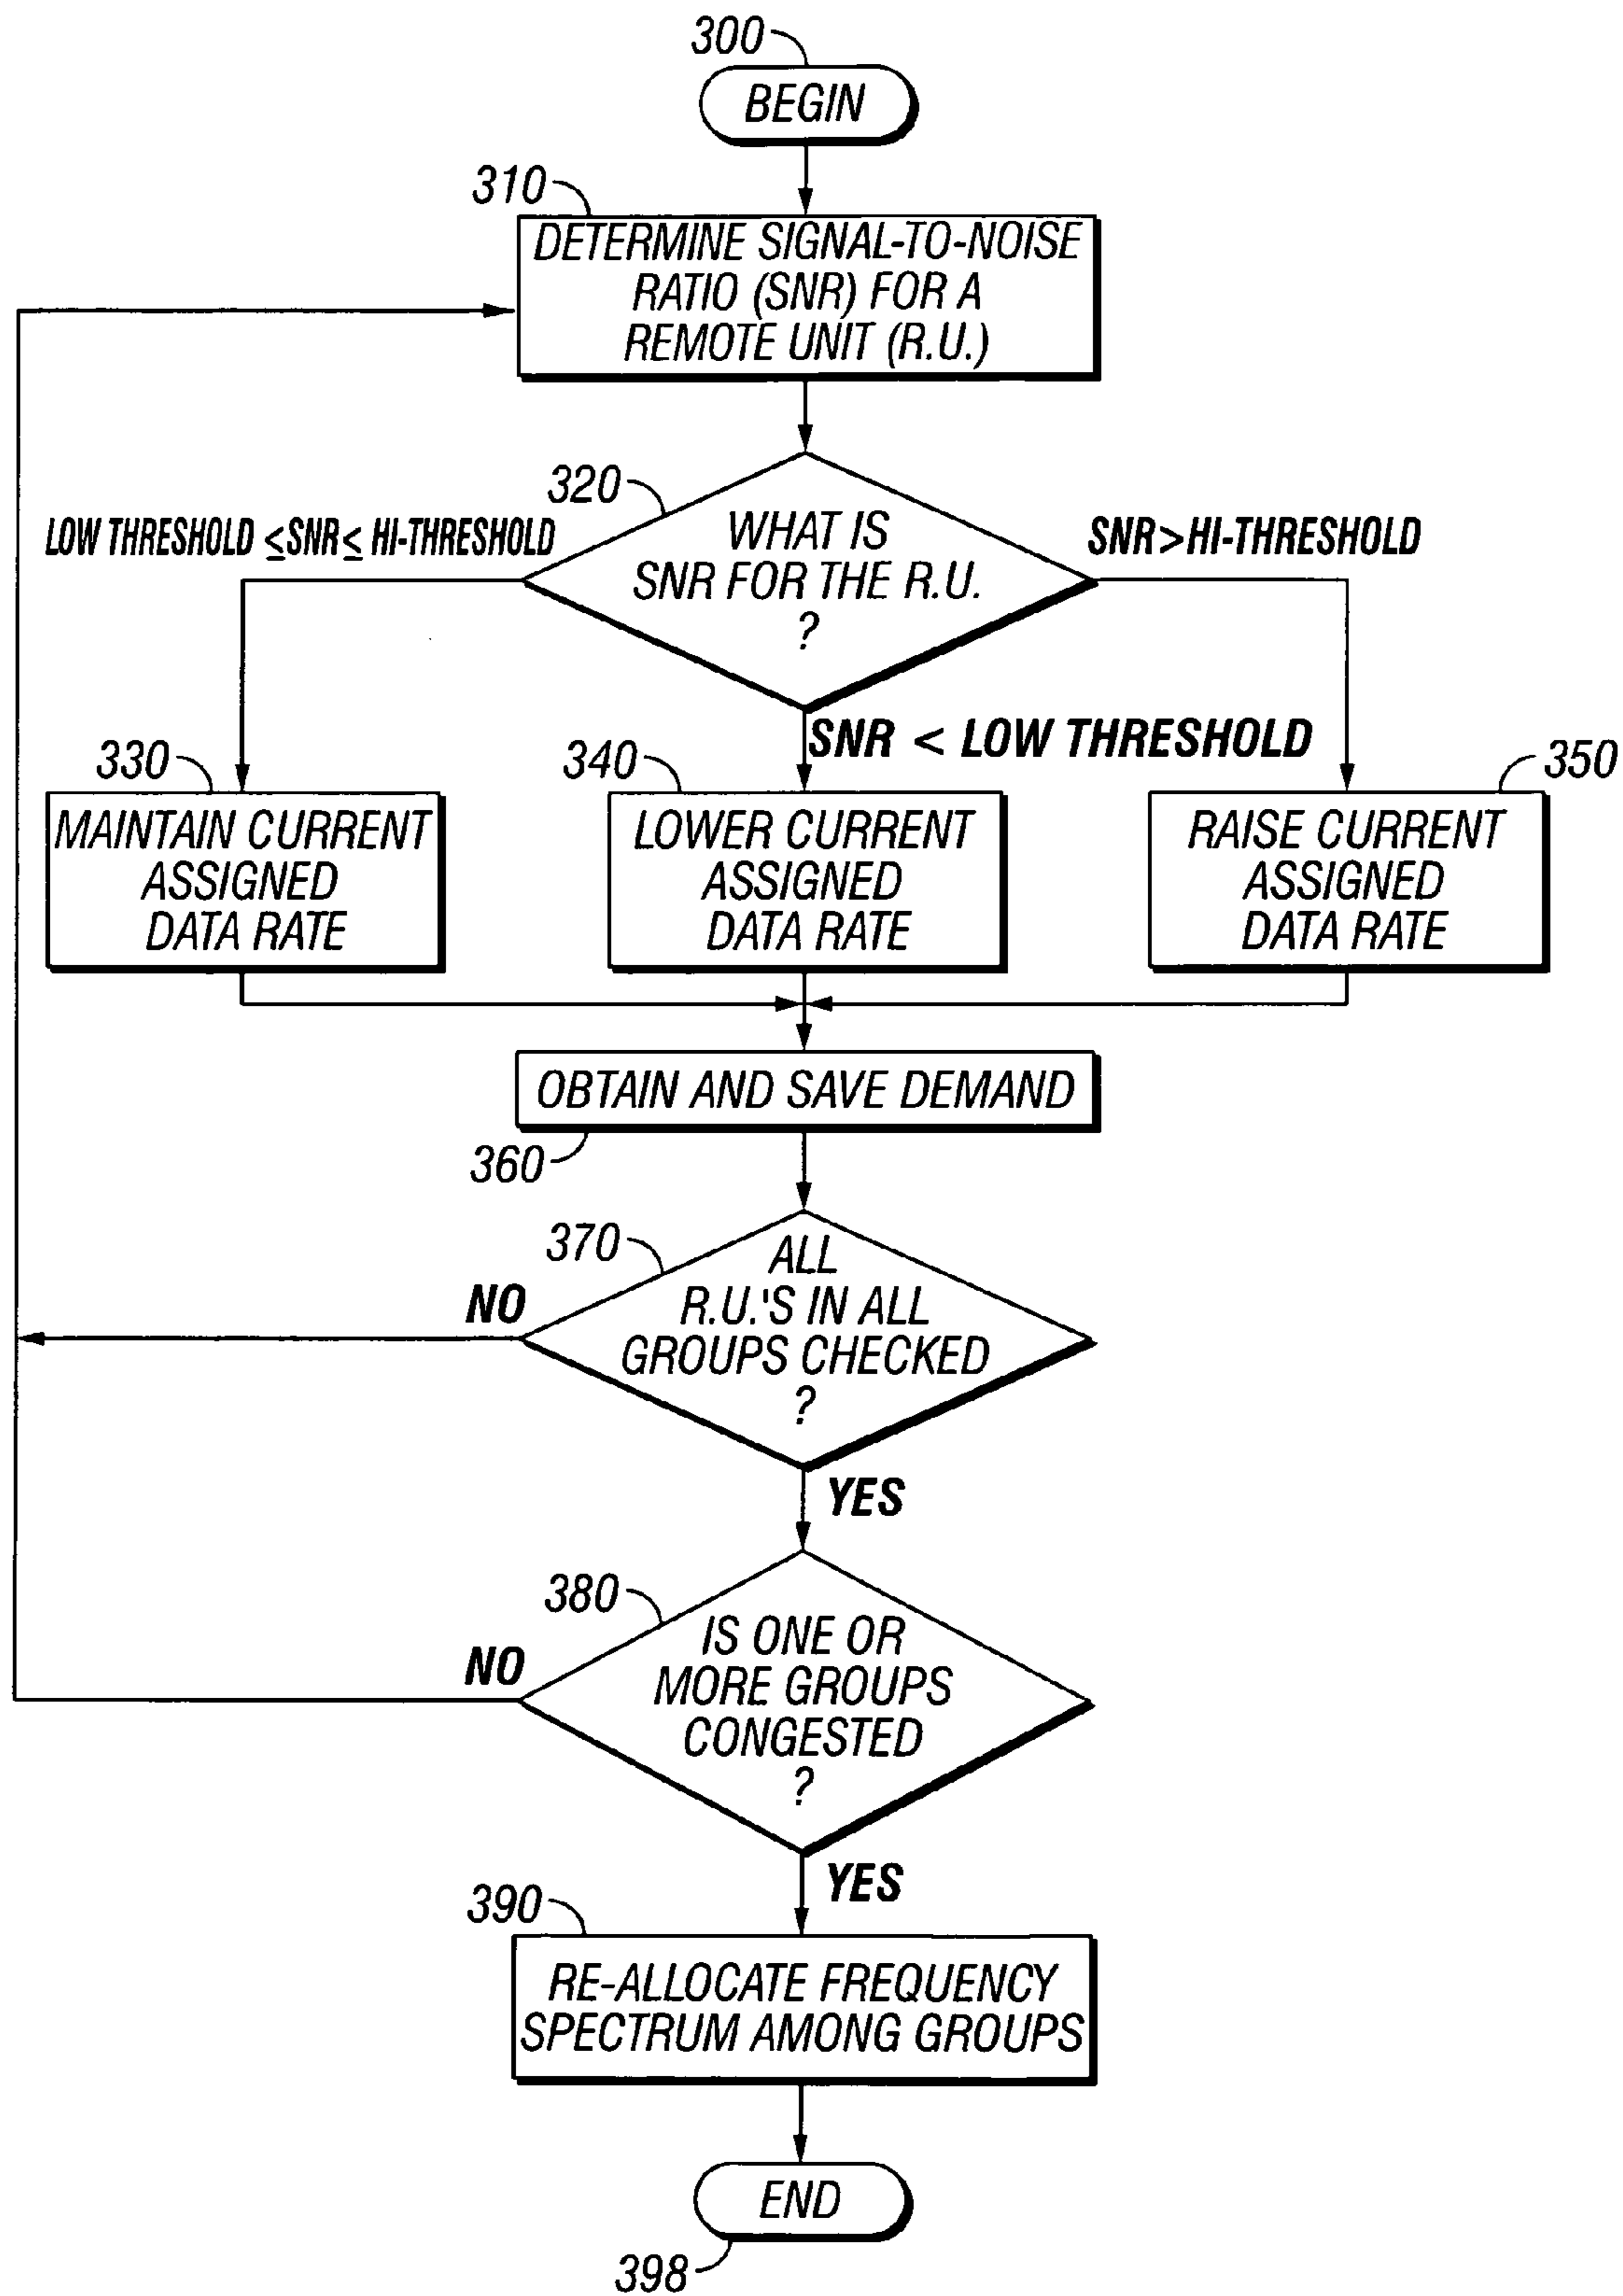 300
BEGIN
310
DETERMINE SIGNAL-TO-NOISE
RATIO (SNR) FOR A
REMOTE UNIT (R.U.)
320
LOW THRESHOLD ≤SNR≤ HI-THRESHOLD
WHAT IS
SNR FOR THE R.U.
?
SNR>HI-THRESHOLD
SNR < LOW THRESHOLD
330
MAINTAIN CURRENT
ASSIGNED
DATA RATE
340
LOWER CURRENT
ASSIGNED
DATA RATE
350
RAISE CURRENT
ASSIGNED
DATA RATE
OBTAIN AND SAVE DEMAND
360
370
ALL
R.U.'S IN ALL
GROUPS CHECKED
?
NO
YES
380
IS ONE OR
MORE GROUPS
CONGESTED
?
NO
YES
390
RE-ALLOCATE FREQUENCY
SPECTRUM AMONG GROUPS
END
398